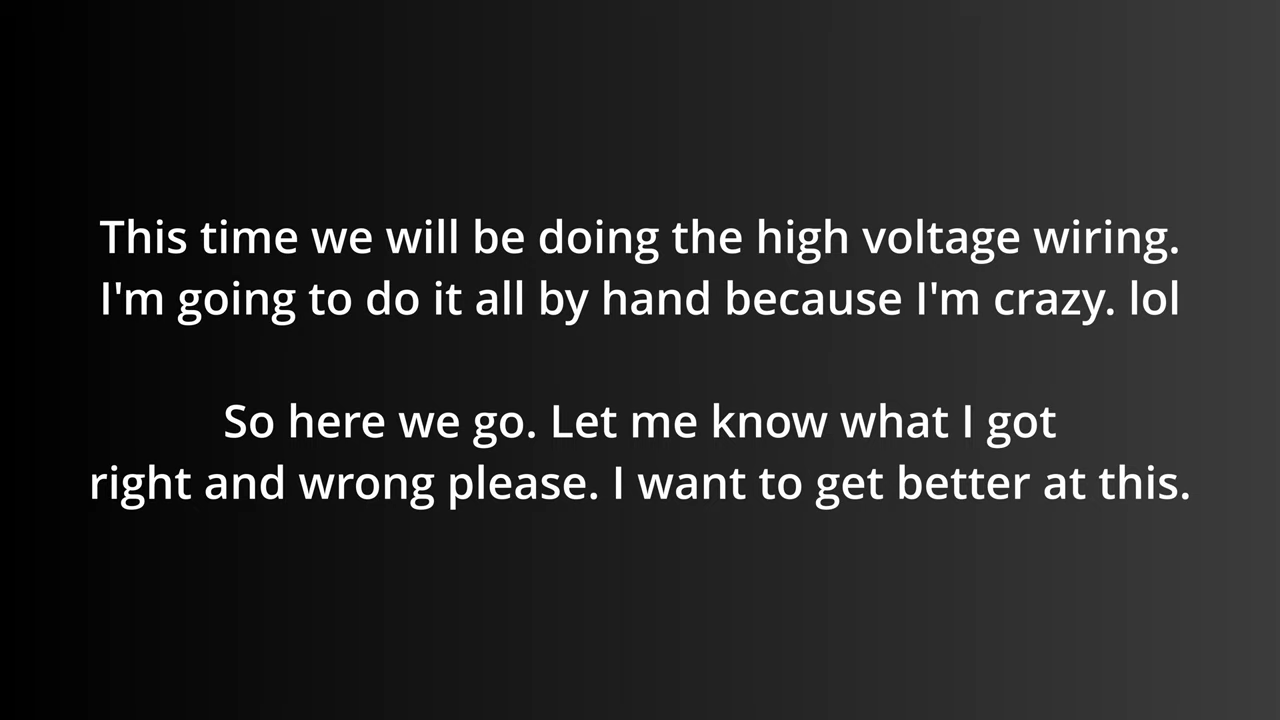 This time we will be doing the high voltage wiring.
I'm going to do it all by hand because I'm crazy. lol
So here we go. Let me know what I got
right and wrong please. I want to get better at this.